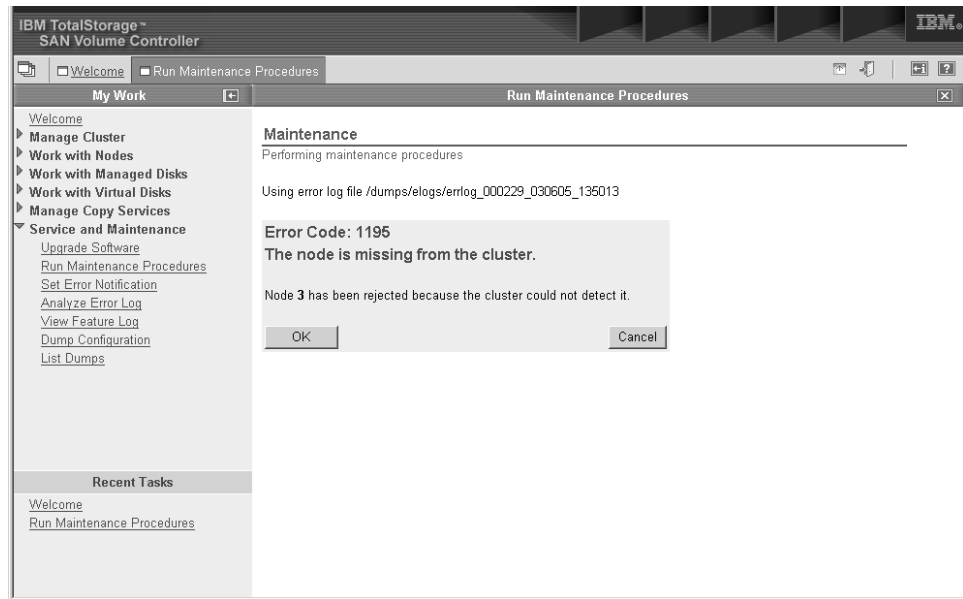 IBM TotalStorage™
SAN Volume Controller
IBM®
Welcome
Run Maintenance Procedures
?
My Work
Run Maintenance Procedures
Welcome
Manage Cluster
Work with Nodes
Work with Managed Disks
Work with Virtual Disks
Manage Copy Services
Service and Maintenance
Upgrade Software
Run Maintenance Procedures
Set Error Notification
Analyze Error Log
View Feature Log
Dump Configuration
List Dumps
Recent Tasks
Welcome
Run Maintenance Procedures
Maintenance
Performing maintenance procedures
Using error log file /dumps/elogs/errlog_000229_030605_135013
Error Code: 1195
The node is missing from the cluster.
Node 3 has been rejected because the cluster could not detect it.
OK
Cancel